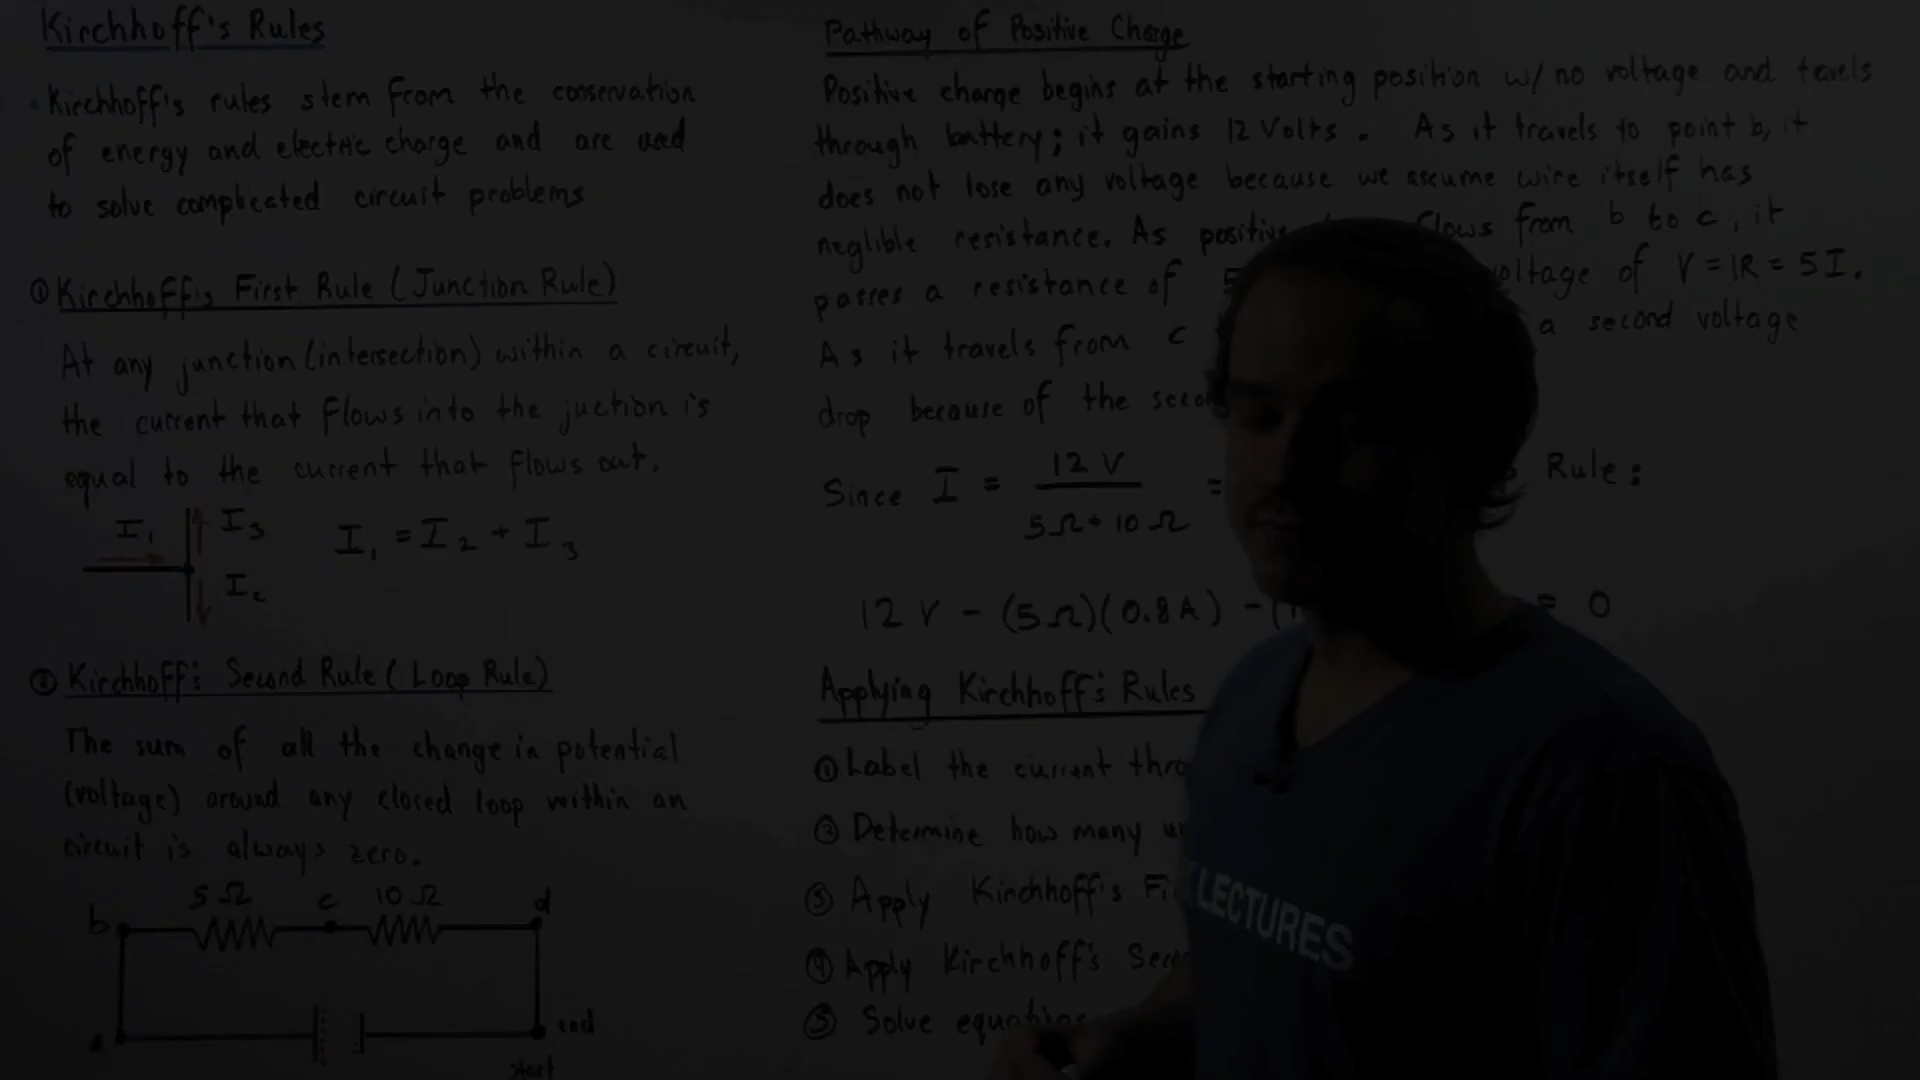 Kirchhoff's Rules
Kirchhoff's rules stem from the conservation
of energy and electric charge and are used
to solve complicated circuit problems
① Kirchhoff's First Rule (Junction Rule)
At any junction (intersection) within a circuit,
the current that flows into the juction is
equal to the current that flows out.
I₁ I₃ I₁ = I₂ + I₃
I₂
② Kirchhoff's Second Rule (Loop Rule)
The sum of all the change in potential
(voltage) around any closed loop within an
circuit is always zero.
5 Ω c 10 Ω d
b
a end
start
Pathway of Positive Charge
Positive charge begins at the starting position w/ no voltage and travels
through battery; it gains 12 Volts. As it travels to point b, it
does not lose any voltage because we assume wire itself has
neglible resistance. As positive flows from b to c, it
passes a resistance of 5 voltage of V = IR = 5I.
As it travels from c a second voltage
drop because of the
Since I = 12 V / 5Ω + 10Ω = Rule:
12 V - (5Ω)(0.8A) - = 0
Applying Kirchhoff's Rules
① Label the current
② Determine how many
③ Apply Kirchhoff's
④ Apply Kirchhoff's
⑤ Solve equations
LECTURES